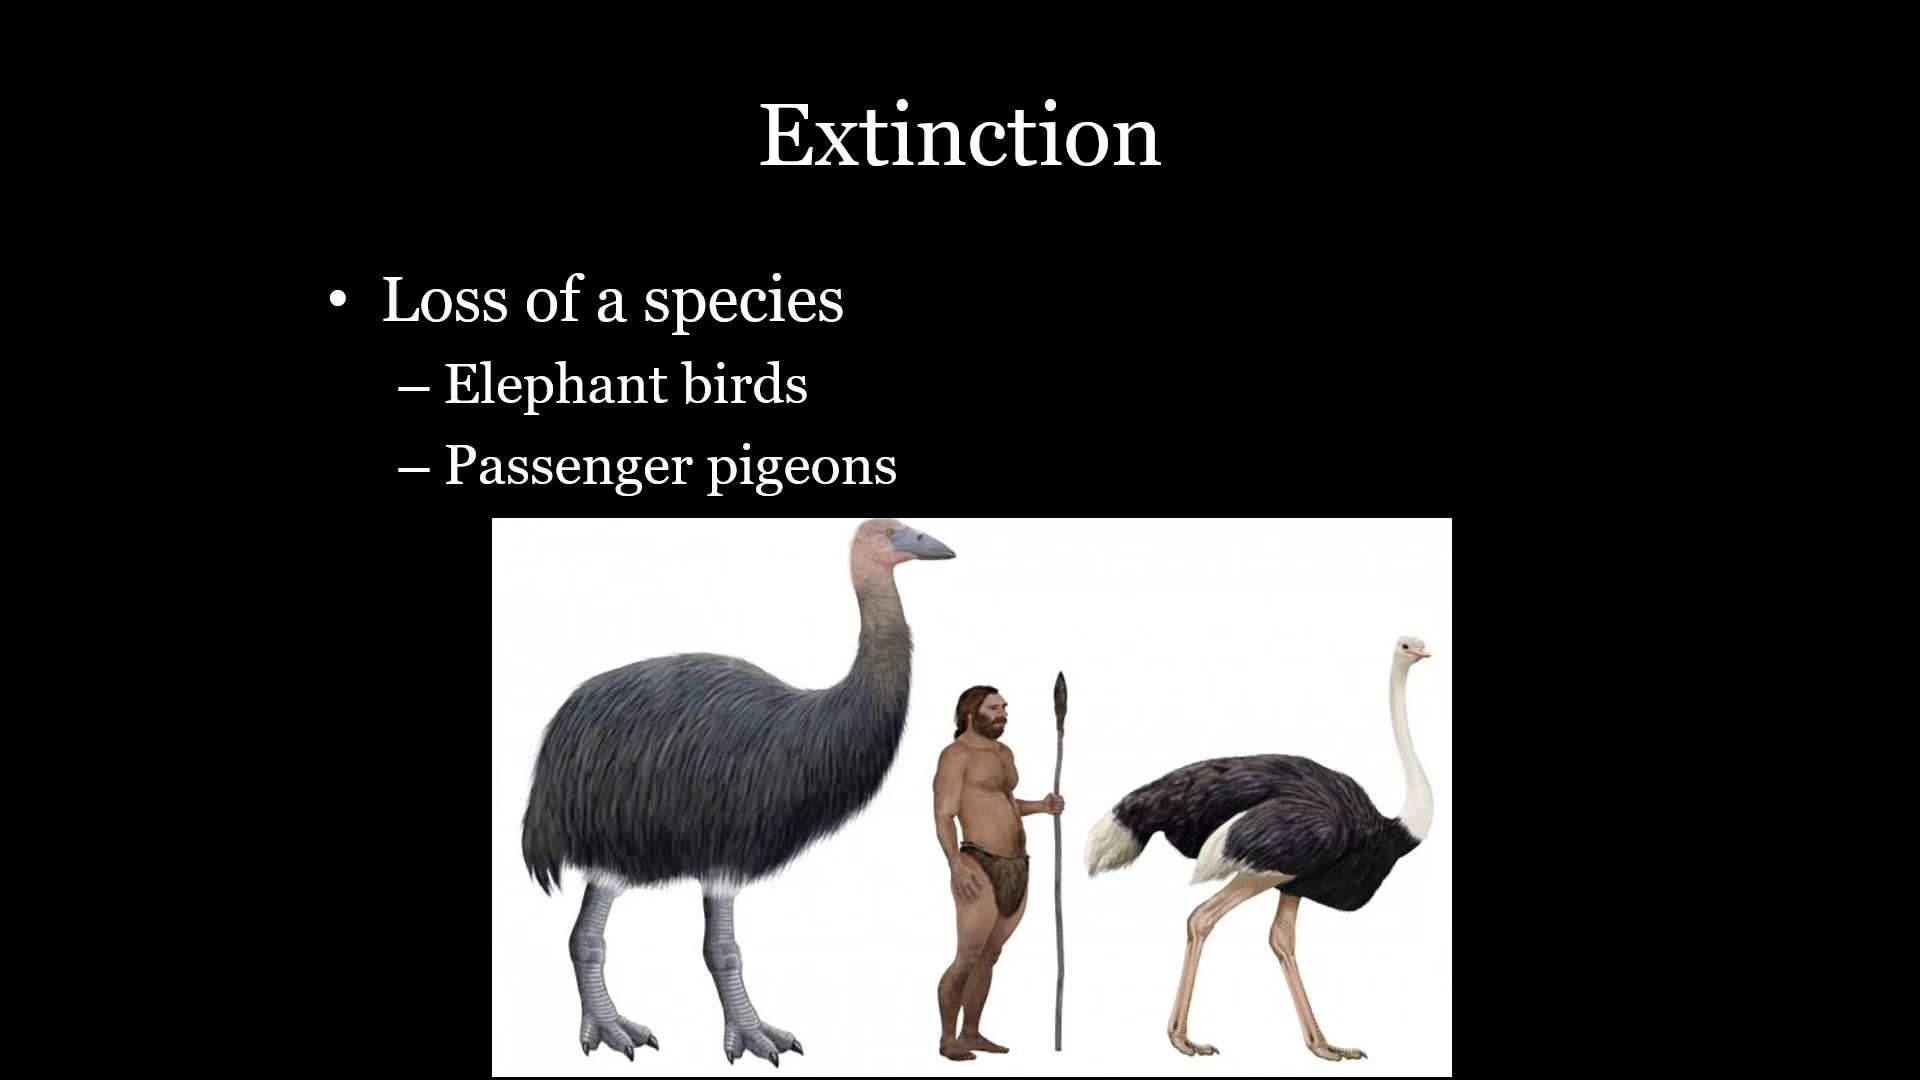 Extinction
• Loss of a species
– Elephant birds
– Passenger pigeons